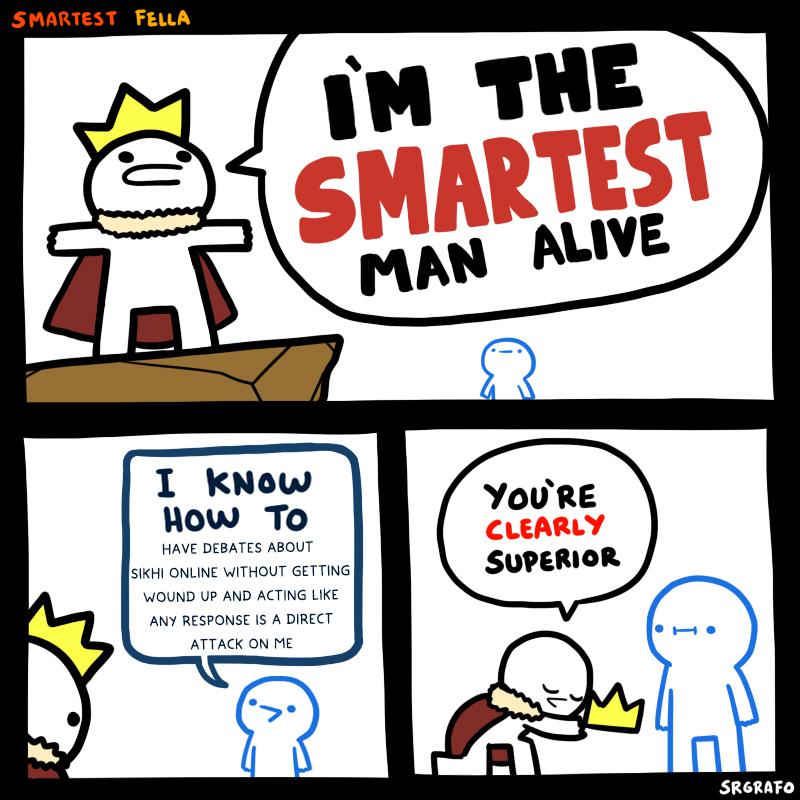 SMARTEST FELLA
I'M THE
SMARTEST
MAN ALIVE
I KNOW
HOW TO
HAVE DEBATES ABOUT
SIKHI ONLINE WITHOUT GETTING
WOUND UP AND ACTING LIKE
ANY RESPONSE IS A DIRECT
ATTACK ON ME
YOU'RE
CLEARLY
SUPERIOR
SRGRAFO